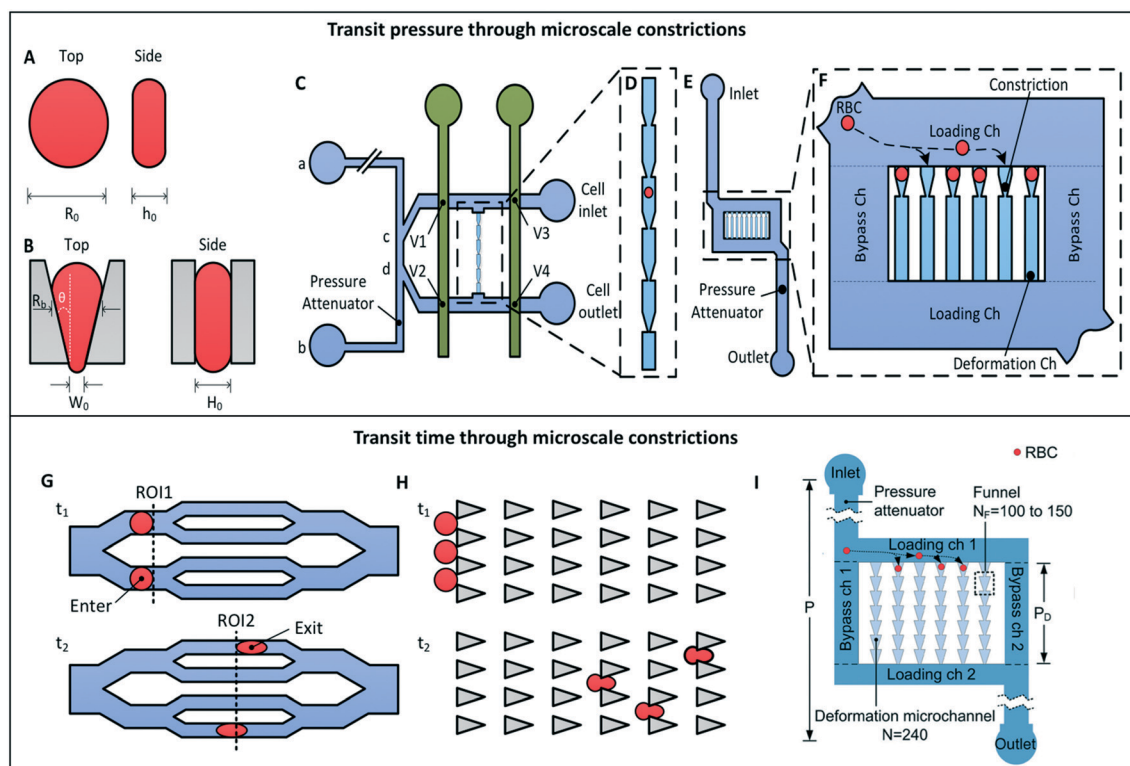 Transit pressure through microscale constrictions
A
Top
Side
R₀
h₀
B
Top
Side
R_b
θ
W₀
H₀
C
a
b
c
d
V1
V2
V3
V4
Cell
inlet
Cell
outlet
Pressure
Attenuator
D
E
Inlet
Pressure
Attenuator
Outlet
F
RBC
Loading Ch
Constriction
Bypass Ch
Bypass Ch
Loading Ch
Deformation Ch
Transit time through microscale constrictions
G
t₁
ROI1
Enter
t₂
ROI2
Exit
H
t₁
t₂
I
RBC
Inlet
Pressure
attenuator
Funnel
N_F=100 to 150
Loading ch 1
Bypass ch 1
Bypass ch 2
P
P_D
Loading ch 2
Deformation microchannel
N=240
Outlet